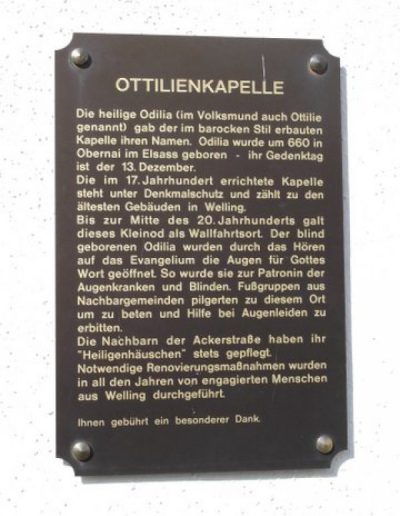 OTTILIENKAPELLE
Die heilige Odilia (im Volksmund auch Ottilie
genannt) gab der im barocken Stil erbauten
Kapelle ihren Namen. Odilia wurde um 660 in
Obernai im Elsass geboren - ihr Gedenktag
ist der 13. Dezember.
Die im 17. Jahrhundert errichtete Kapelle
steht unter Denkmalschutz und zählt zu den
ältesten Gebäuden in Welling.
Bis zur Mitte des 20. Jahrhunderts galt
dieses Kleinod als Wallfahrtsort. Der blind
geborenen Odilia wurden durch das Hören
auf das Evangelium die Augen für Gottes
Wort geöffnet. So wurde sie zur Patronin der
Augenkranken und Blinden. Fußgruppen aus
Nachbargemeinden pilgerten zu diesem Ort
um zu beten und Hilfe bei Augenleiden zu
erbitten.
Die Nachbarn der Ackerstraße haben ihr
"Heiligenhäuschen" stets gepflegt.
Notwendige Renovierungsmaßnahmen wurden
in all den Jahren von engagierten Menschen
aus Welling durchgeführt.
Ihnen gebührt ein besonderer Dank.